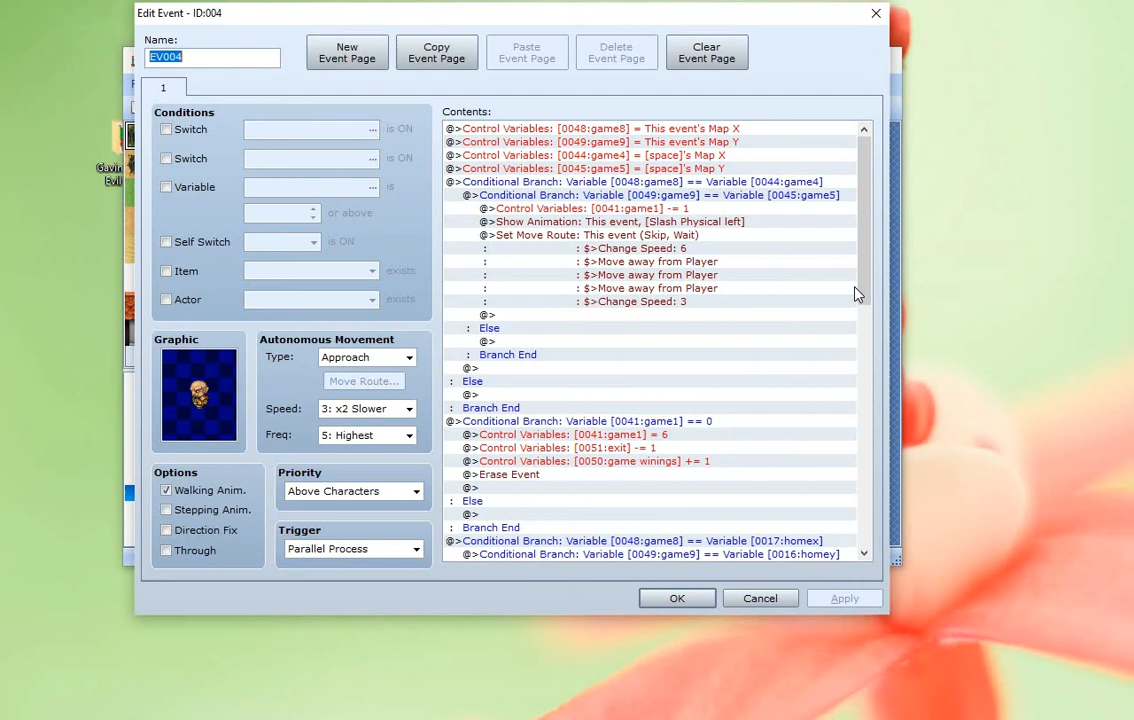 Edit Event - ID:004
Name:
EV004
New
Event Page
Copy
Event Page
Paste
Event Page
Delete
Event Page
Clear
Event Page
1
Conditions
Switch ... is ON
Switch ... is ON
Variable ... is
or above
Self Switch is ON
Item exists
Actor exists
Graphic
Autonomous Movement
Type: Approach
Move Route...
Speed: 3: x2 Slower
Freq: 5: Highest
Options
Walking Anim.
Stepping Anim.
Direction Fix
Through
Priority
Above Characters
Trigger
Parallel Process
Contents:
@>Control Variables: [0048:game8] = This event's Map X
@>Control Variables: [0049:game9] = This event's Map Y
@>Control Variables: [0044:game4] = [space]'s Map X
@>Control Variables: [0045:game5] = [space]'s Map Y
@>Conditional Branch: Variable [0048:game8] == Variable [0044:game4]
@>Conditional Branch: Variable [0049:game9] == Variable [0045:game5]
@>Control Variables: [0041:game1] -= 1
@>Show Animation: This event, [Slash Physical left]
@>Set Move Route: This event (Skip, Wait)
: : $>Change Speed: 6
: : $>Move away from Player
: : $>Move away from Player
: : $>Move away from Player
: : $>Change Speed: 3
@>
: Else
@>
: Branch End
@>
: Else
@>
: Branch End
@>Conditional Branch: Variable [0041:game1] == 0
@>Control Variables: [0041:game1] = 6
@>Control Variables: [0051:exit] -= 1
@>Control Variables: [0050:game winings] += 1
@>Erase Event
@>
: Else
@>
: Branch End
@>Conditional Branch: Variable [0048:game8] == Variable [0017:homex]
@>Conditional Branch: Variable [0049:game9] == Variable [0016:homey]
OK
Cancel
Apply
Gavin
Evil